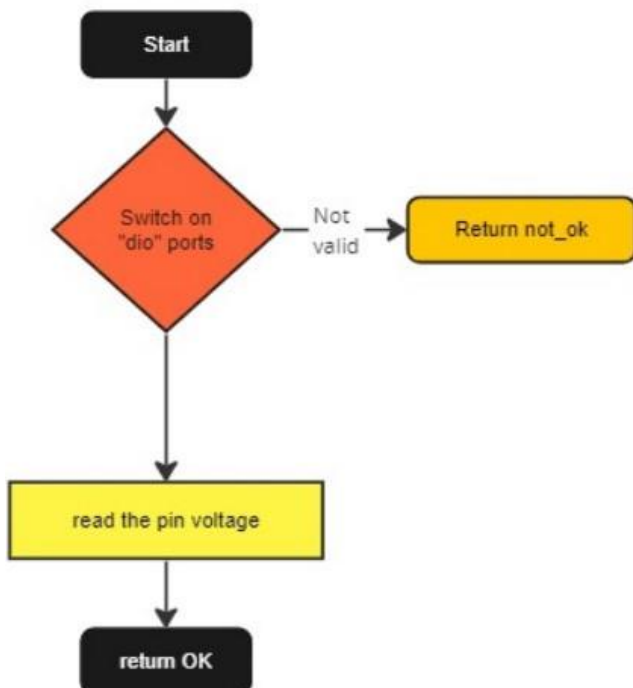 Start
Switch on
"dio" ports
Not
valid
Return not_ok
read the pin voltage
return OK